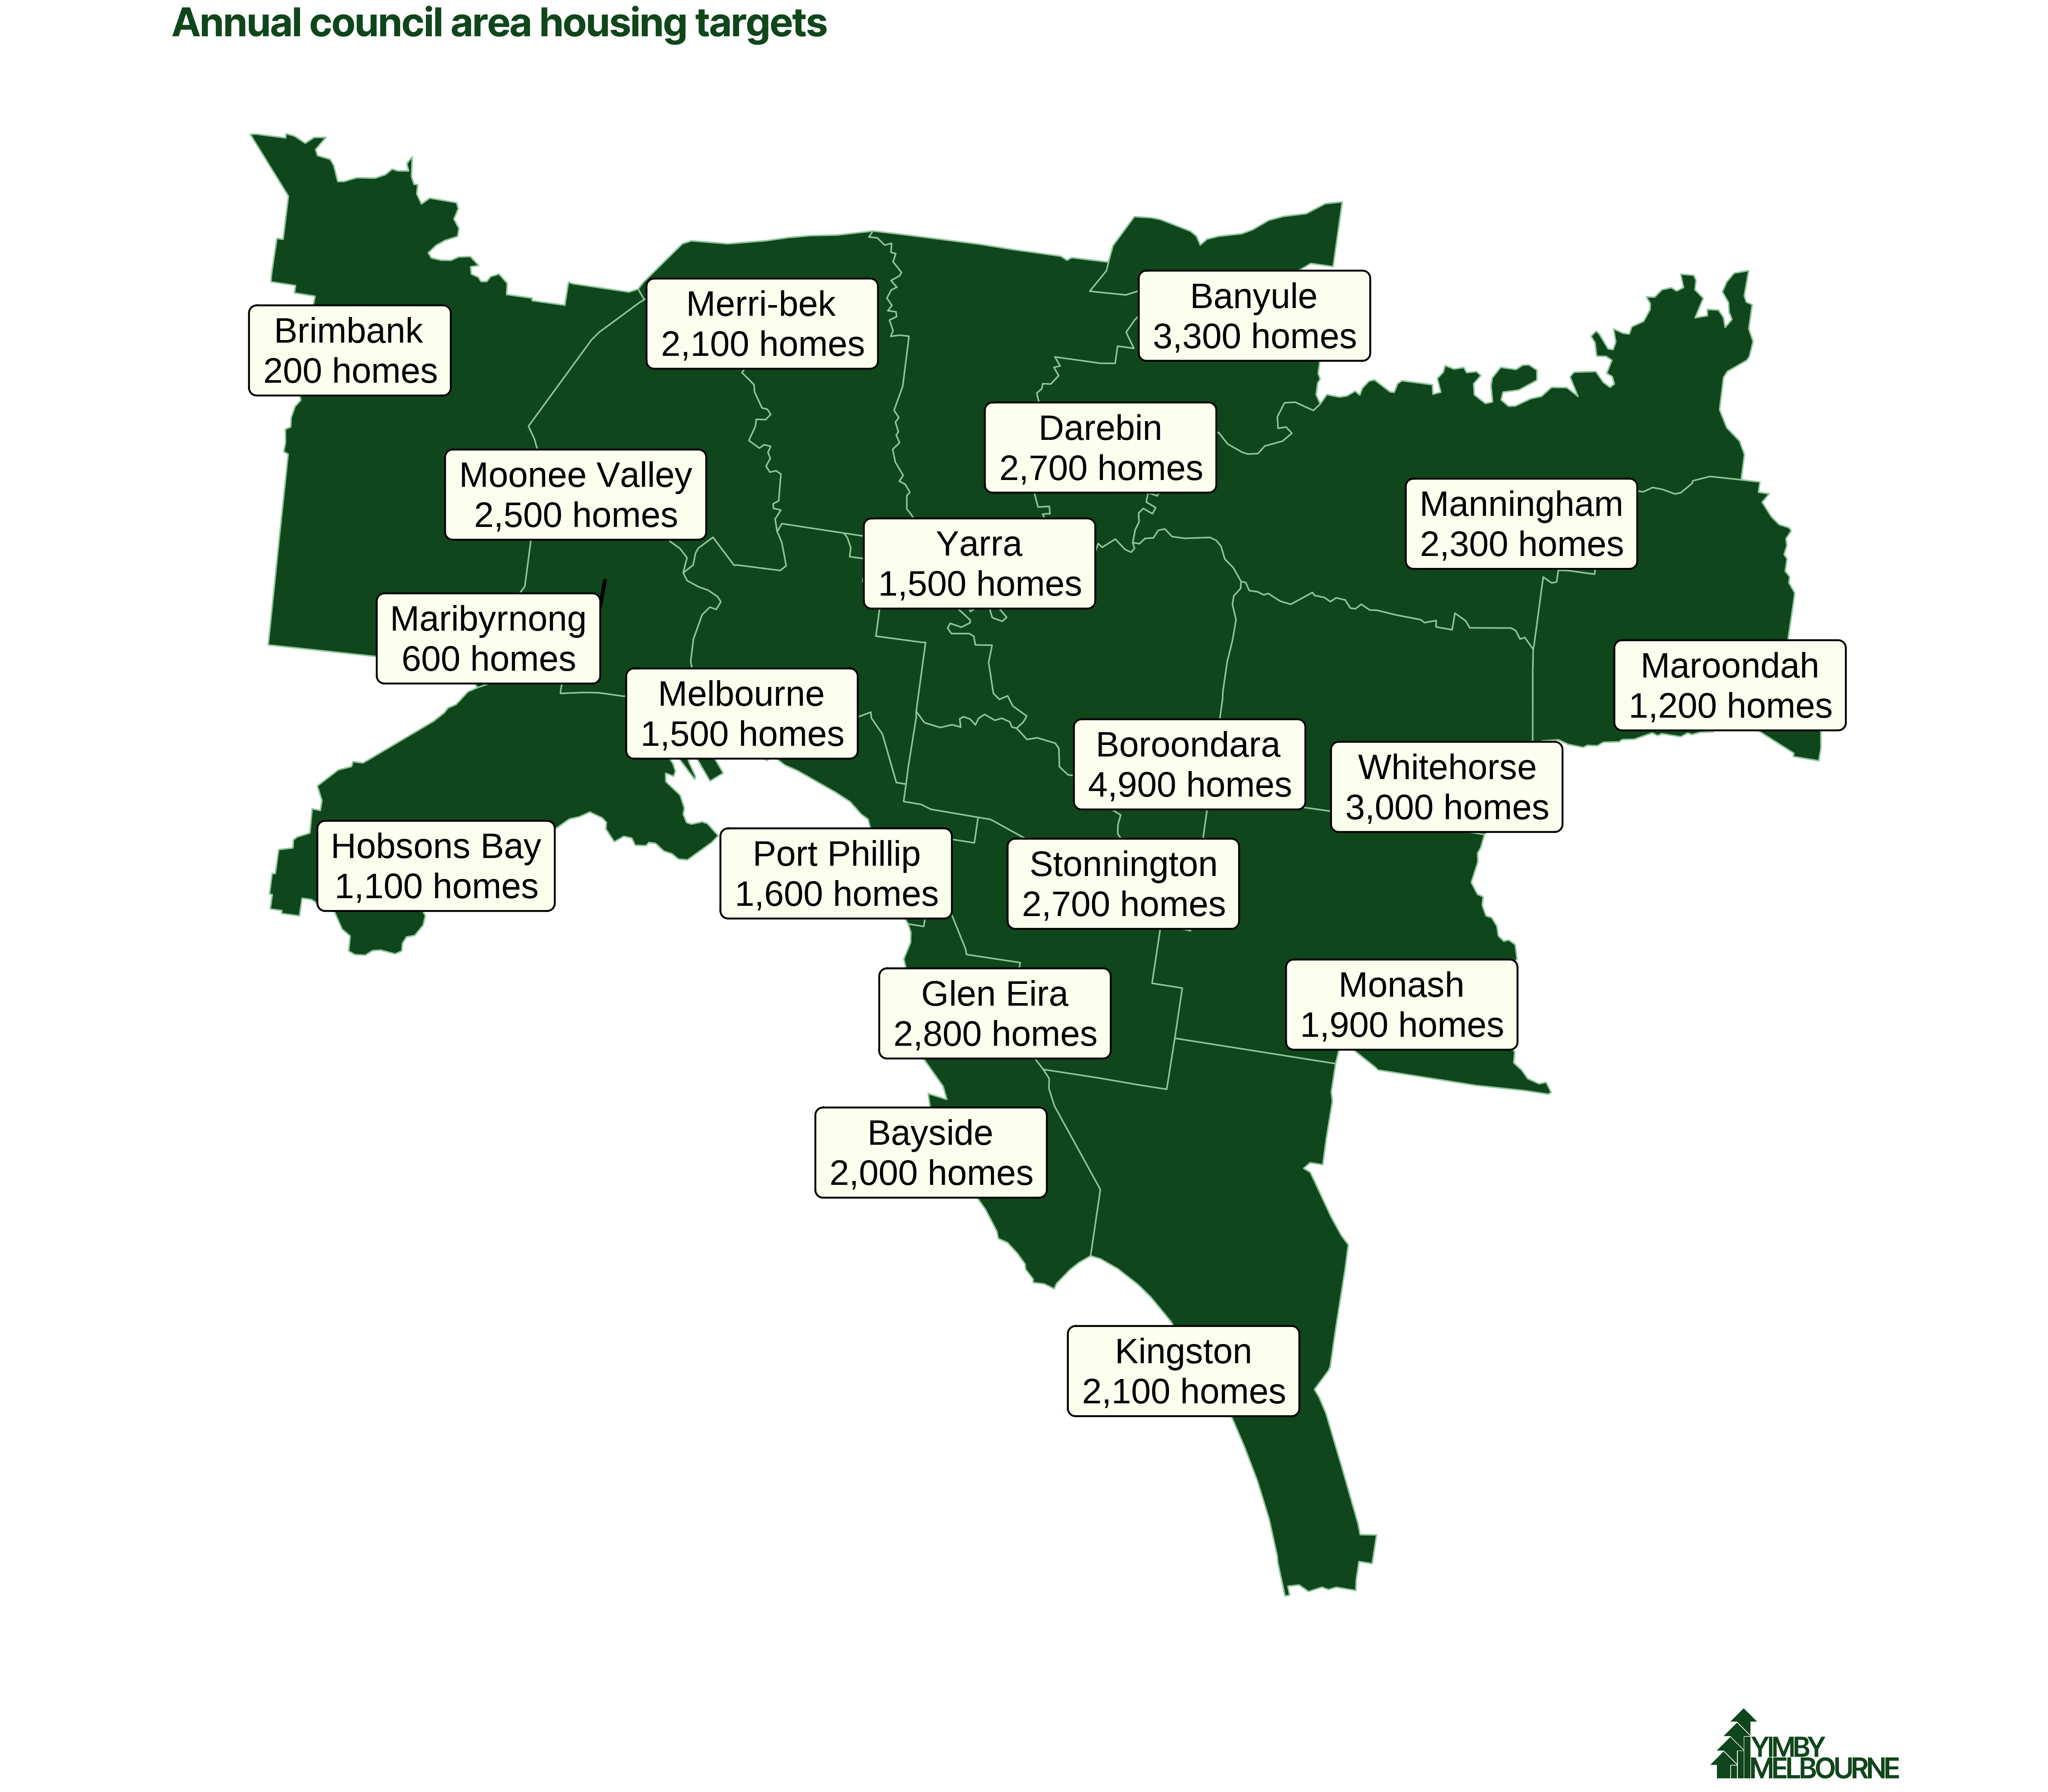 Annual council area housing targets
Banyule
3,300 homes
Merri-bek
2,100 homes
Brimbank
200 homes
Darebin
2,700 homes
Moonee Valley
2,500 homes
Manningham
2,300 homes
Yarra
1,500 homes
Maribyrnong
600 homes
Maroondah
1,200 homes
Melbourne
1,500 homes
Boroondara
4,900 homes
Whitehorse
3,000 homes
Hobsons Bay
1,100 homes
Port Phillip
1,600 homes
Stonnington
2,700 homes
Monash
1,900 homes
Glen Eira
2,800 homes
Bayside
2,000 homes
Kingston
2,100 homes
YIMBY
MELBOURNE